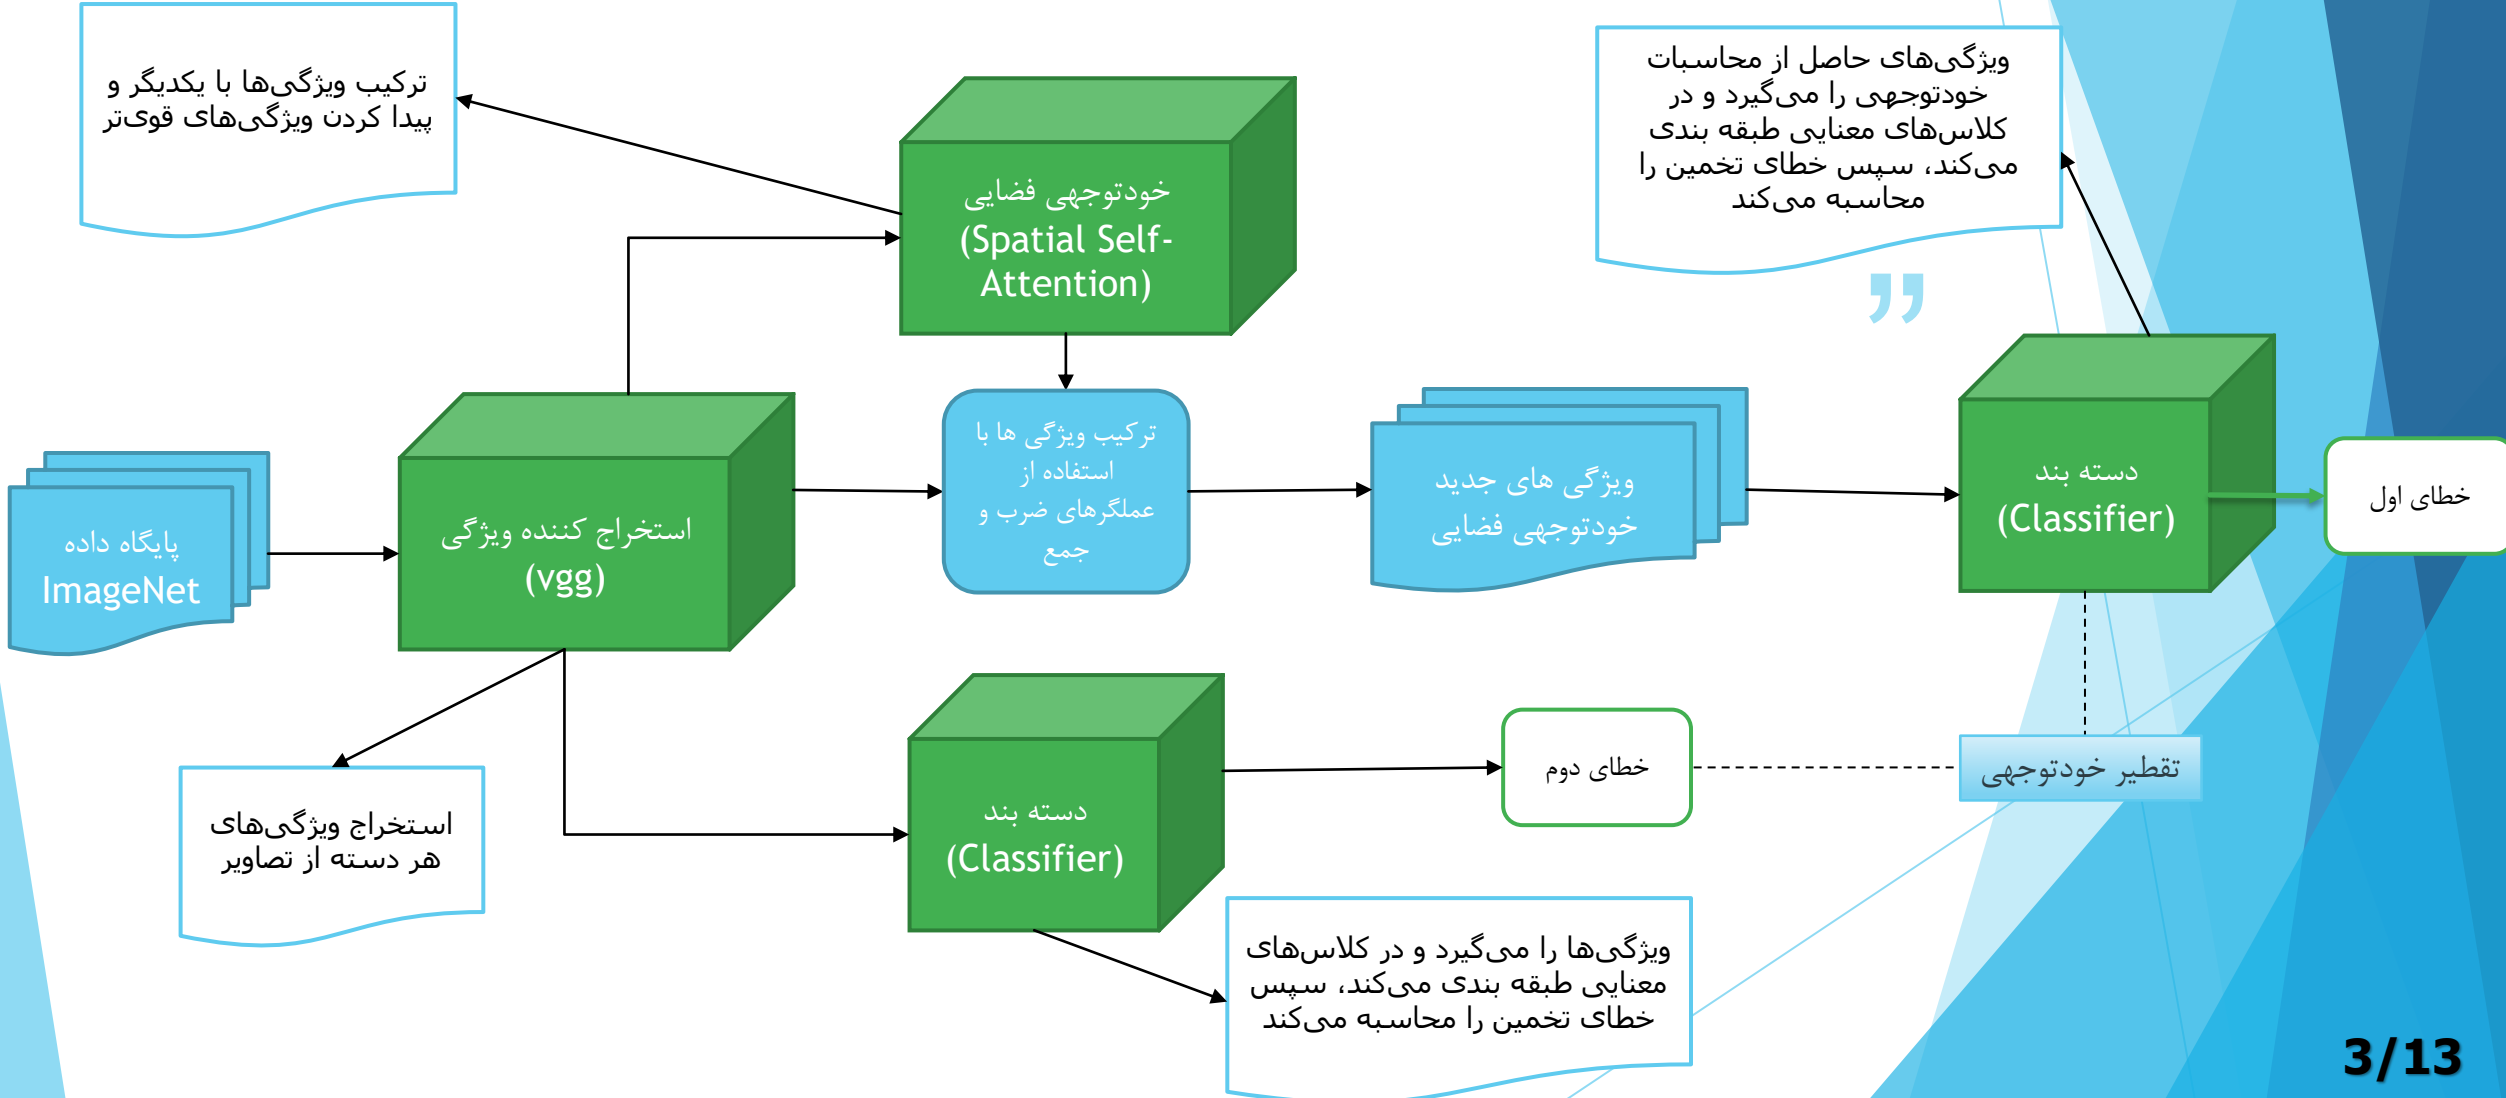 ترکیب ویژگی‌ها با یکدیگر و
پیدا کردن ویژگی‌های قوی‌تر
خودتوجهی فضایی
(Spatial Self-
Attention)
ویژگی‌های حاصل از محاسبات
خودتوجهی را می‌گیرد و در
کلاس‌های معنایی طبقه بندی
می‌کند، سپس خطای تخمین را
محاسبه می‌کند
”
پایگاه داده
ImageNet
استخراج کننده ویژگی
(vgg)
ترکیب ویژگی ها با
استفاده از
عملگرهای ضرب و
جمع
ویژگی های جدید
خودتوجهی فضایی
دسته بند
(Classifier)
خطای اول
استخراج ویژگی‌های
هر دسته از تصاویر
دسته بند
(Classifier)
خطای دوم
تقطیر خودتوجهی
ویژگی‌ها را می‌گیرد و در کلاس‌های
معنایی طبقه بندی می‌کند، سپس
خطای تخمین را محاسبه می‌کند
3/13